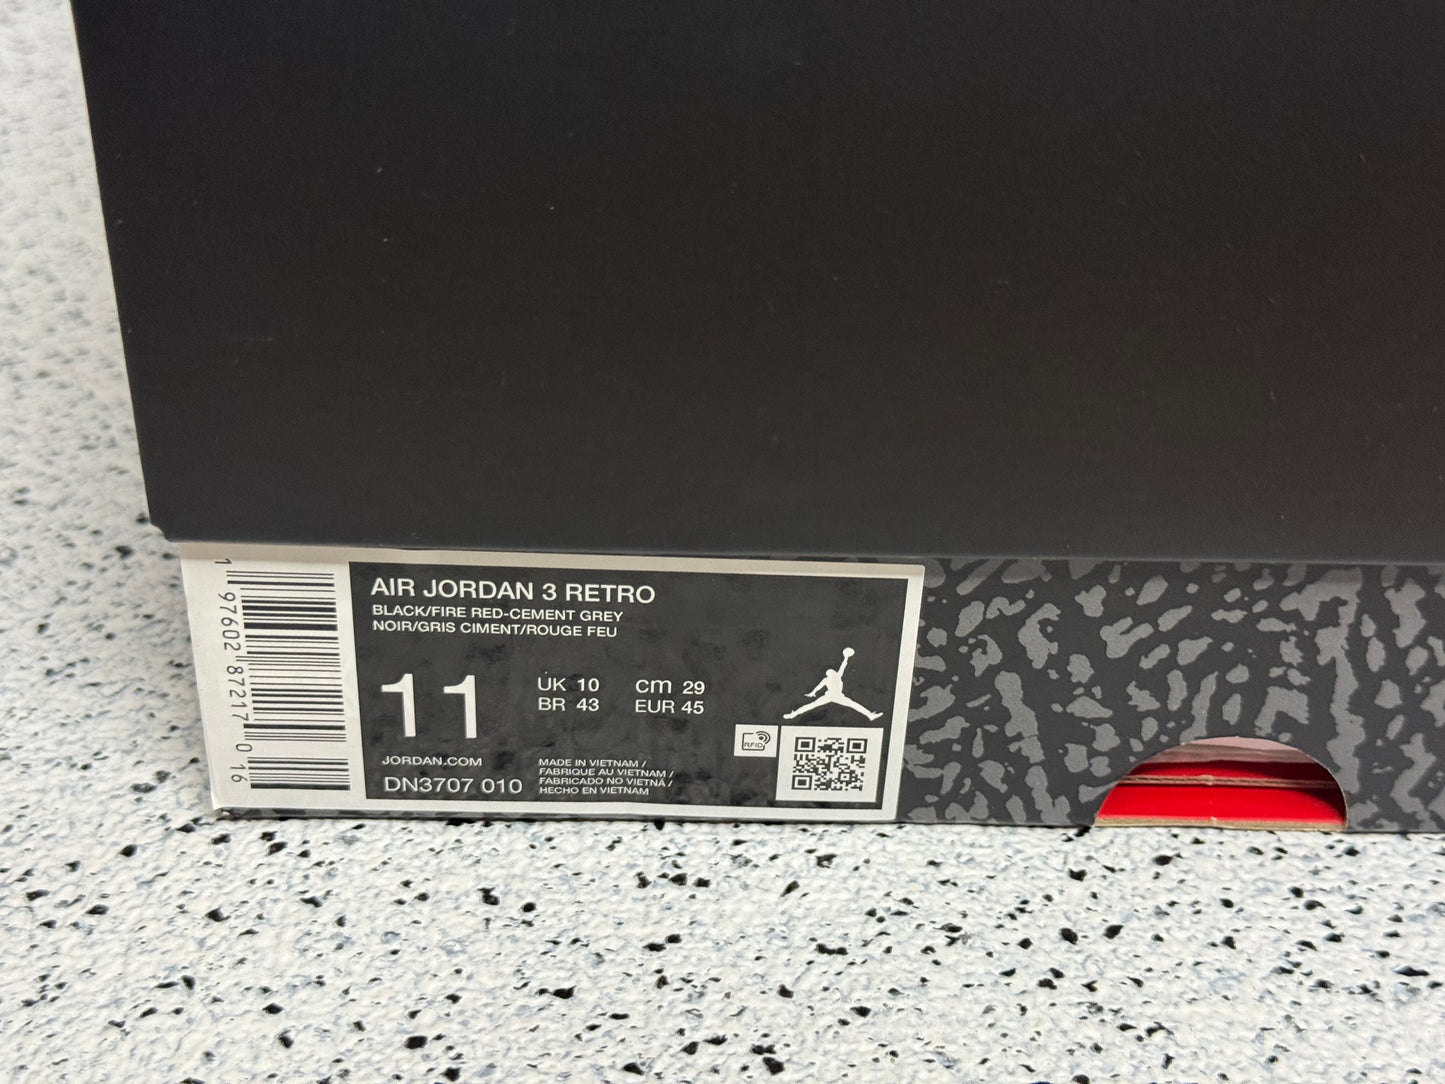 1 97602 87217 0 16
AIR JORDAN 3 RETRO
BLACK/FIRE RED-CEMENT GREY
NOIR/GRIS CIMENT/ROUGE FEU
11
UK 10 cm 29
BR 43 EUR 45
RFID
JORDAN.COM
DN3707 010
MADE IN VIETNAM /
FABRIQUE AU VIETNAM /
FABRICADO NO VIETNÃ /
HECHO EN VIETNAM